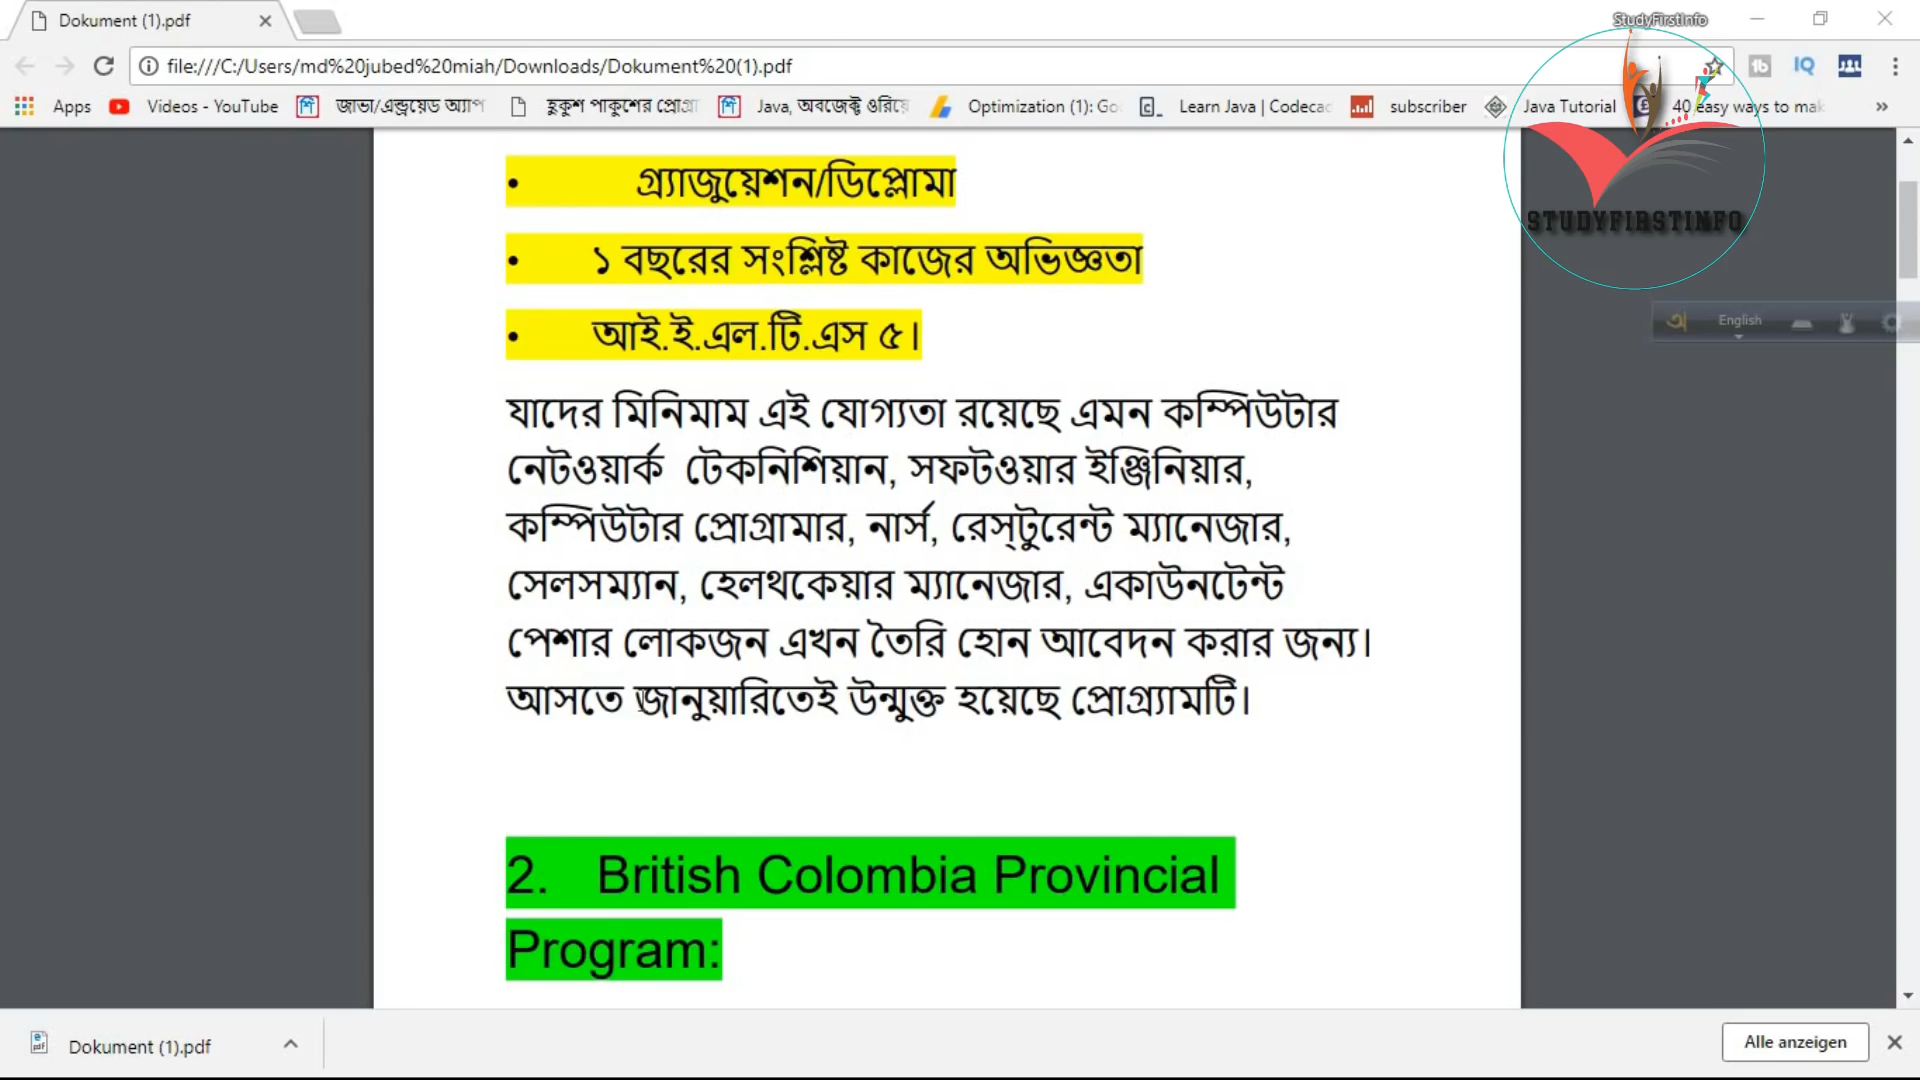 Dokument (1).pdf
StudyFirstInfo
file:///C:/Users/md%20jubed%20miah/Downloads/Dokument%20(1).pdf
Apps Videos - YouTube জাভা/এন্ড্রয়েড অ্যাপ হুকুশ পাকুশের প্রোগ্রা Java, অবজেক্ট ওরিয়ে Optimization (1): Go Learn Java | Codecac subscriber Java Tutorial 40 easy ways to mak »
STUDYFIRSTINFO
English
• গ্র্যাজুয়েশন/ডিপ্লোমা
• ১ বছরের সংশ্লিষ্ট কাজের অভিজ্ঞতা
• আই.ই.এল.টি.এস ৫।
যাদের মিনিমাম এই যোগ্যতা রয়েছে এমন কম্পিউটার
নেটওয়ার্ক টেকনিশিয়ান, সফটওয়ার ইঞ্জিনিয়ার,
কম্পিউটার প্রোগ্রামার, নার্স, রেস্টুরেন্ট ম্যানেজার,
সেলসম্যান, হেলথকেয়ার ম্যানেজার, একাউনটেন্ট
পেশার লোকজন এখন তৈরি হোন আবেদন করার জন্য।
আসতে জানুয়ারিতেই উন্মুক্ত হয়েছে প্রোগ্র্যামটি।
2. British Colombia Provincial
Program:
Dokument (1).pdf
Alle anzeigen